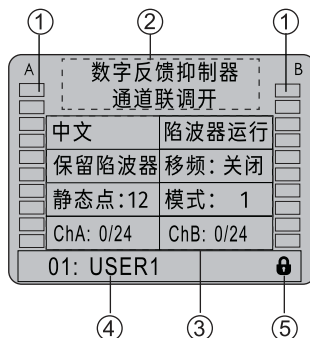 ① ② ①
A 数字反馈抑制器 B
通道联调开
中文 陷波器运行
保留陷波器 移频：关闭
静态点：12 模式： 1
ChA: 0/24 ChB: 0/24
01: USER1
④ ③ ⑤